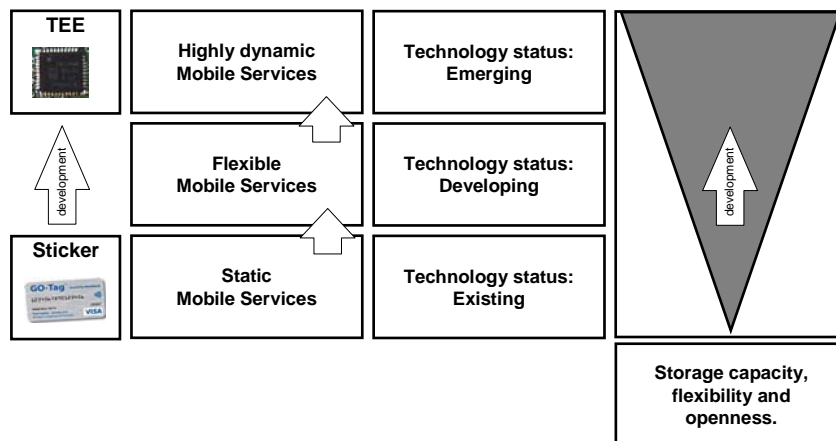 TEE
Highly dynamic
Mobile Services
Technology status:
Emerging
development
Flexible
Mobile Services
Technology status:
Developing
development
Sticker
GO-Tag
VISA
Static
Mobile Services
Technology status:
Existing
Storage capacity,
flexibility and
openness.